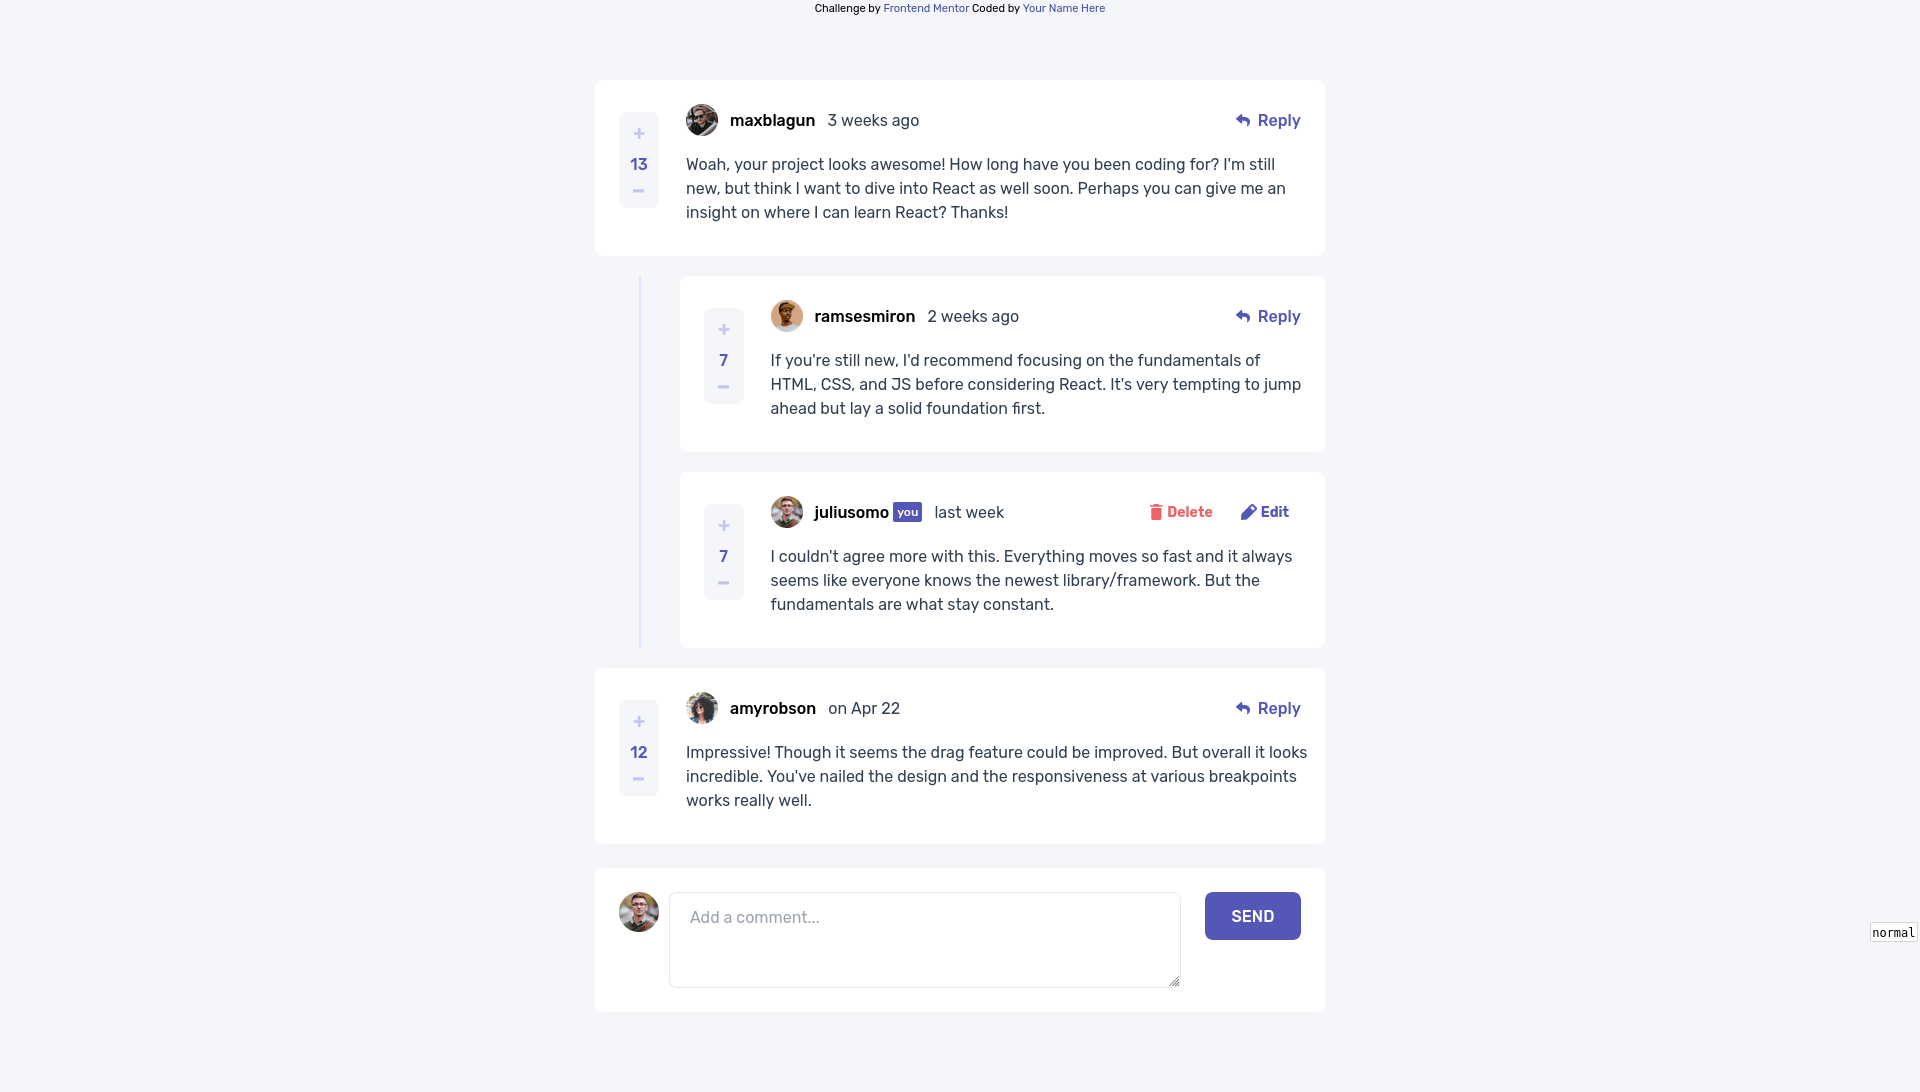 Challenge by Frontend Mentor Coded by Your Name Here
maxblagun 3 weeks ago
Reply
+
13
−
Woah, your project looks awesome! How long have you been coding for? I'm still
new, but think I want to dive into React as well soon. Perhaps you can give me an
insight on where I can learn React? Thanks!
ramsesmiron 2 weeks ago
Reply
+
7
−
If you're still new, I'd recommend focusing on the fundamentals of
HTML, CSS, and JS before considering React. It's very tempting to jump
ahead but lay a solid foundation first.
juliusomo you last week
Delete Edit
+
7
−
I couldn't agree more with this. Everything moves so fast and it always
seems like everyone knows the newest library/framework. But the
fundamentals are what stay constant.
amyrobson on Apr 22
Reply
+
12
−
Impressive! Though it seems the drag feature could be improved. But overall it looks
incredible. You've nailed the design and the responsiveness at various breakpoints
works really well.
Add a comment...
SEND
normal